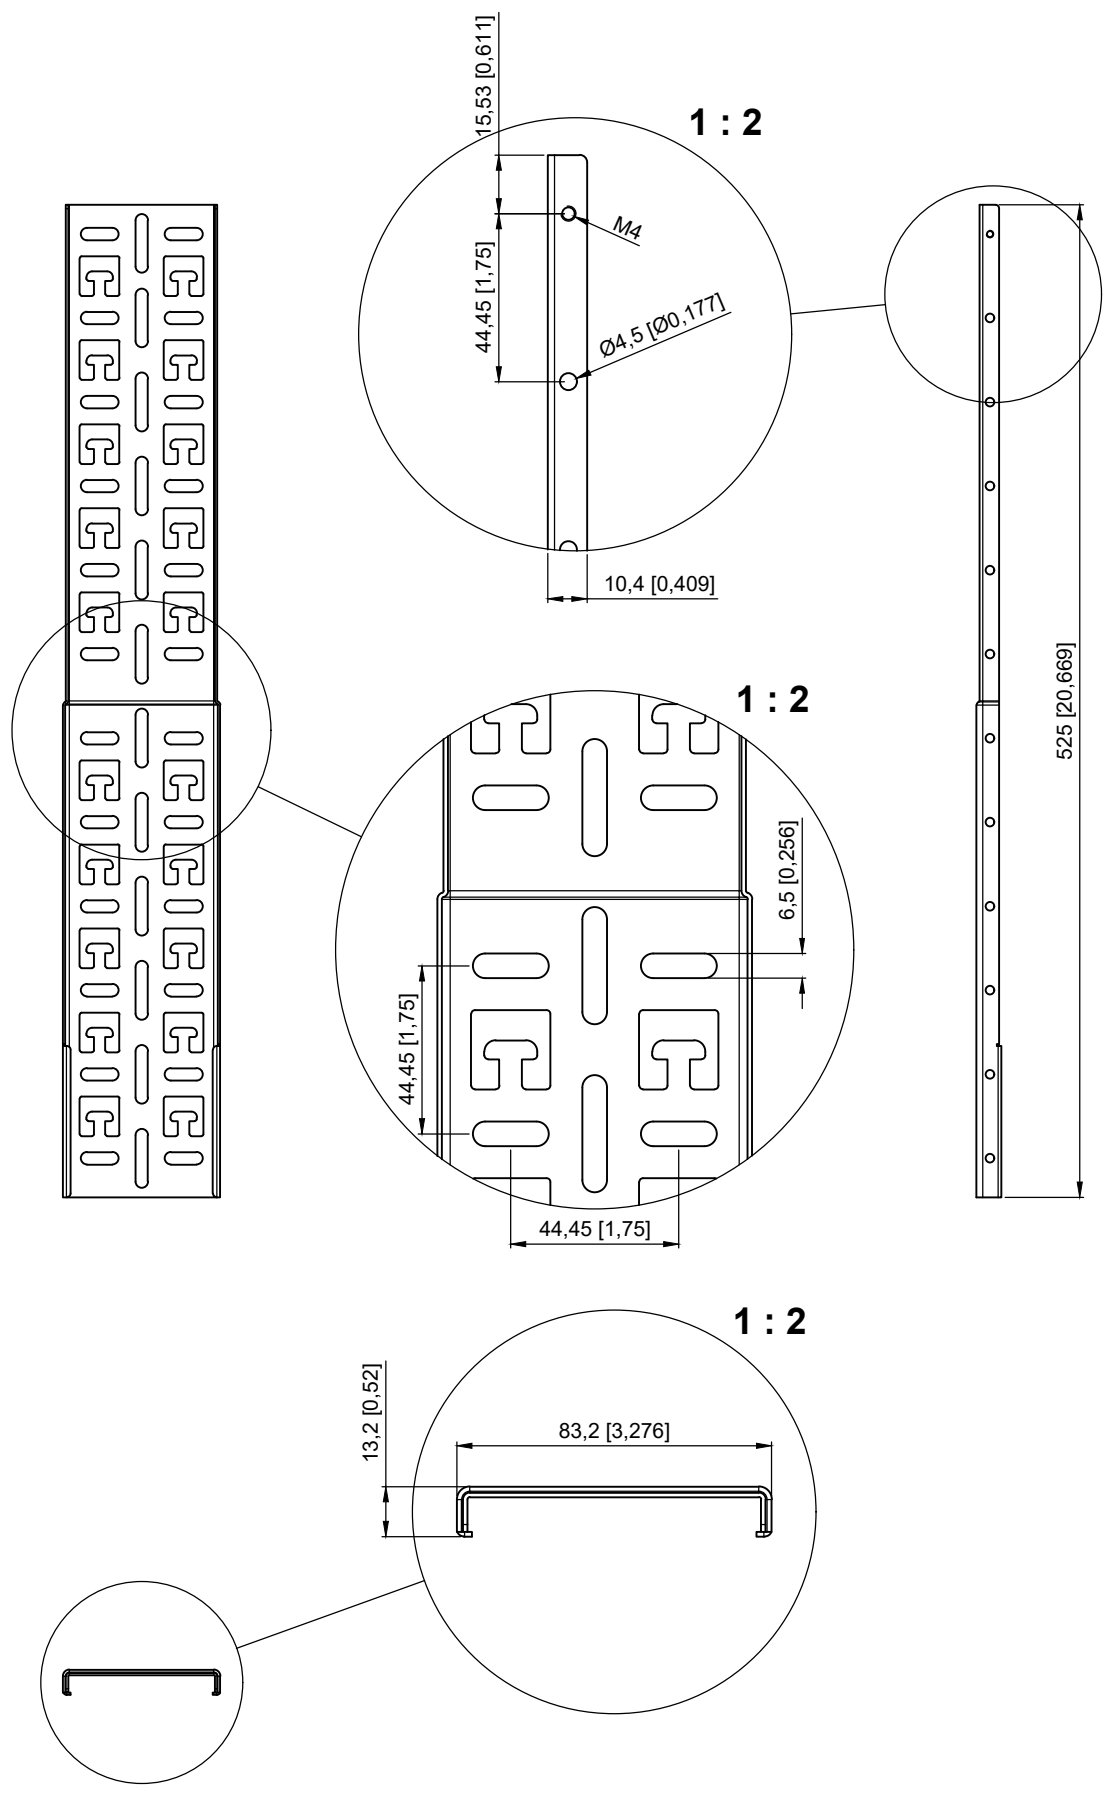 15,53 [0,611]
1 : 2
M4
44,45 [1,75]
Ø4,5 [Ø0,177]
10,4 [0,409]
525 [20,669]
1 : 2
6,5 [0,256]
44,45 [1,75]
44,45 [1,75]
1 : 2
13,2 [0,52]
83,2 [3,276]